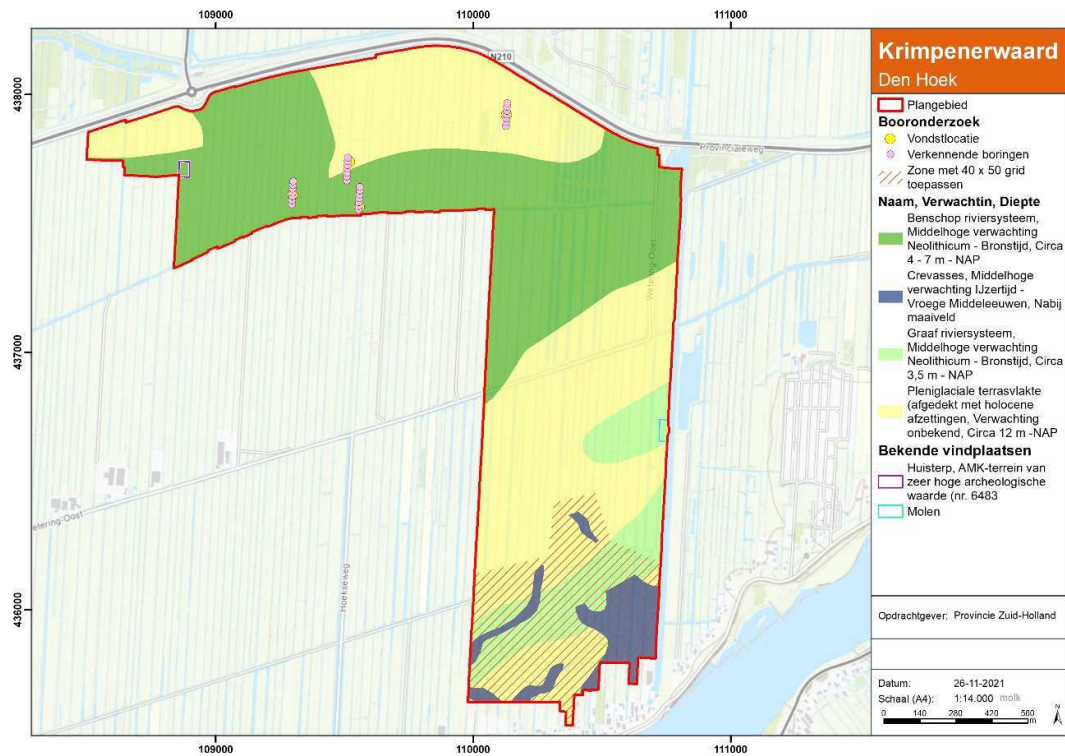 109000
110000
111000
438000
437000
436000
109000
110000
111000
N210
Provincialeweg
Wetering-Oost
Hoekseweg
etering-Oost
Krimpenerwaard
Den Hoek
Plangebied
Booronderzoek
Vondstlocatie
Verkennende boringen
Zone met 40 x 50 grid
toepassen
Naam, Verwachtin, Diepte
Benschop riviersysteem,
Middelhoge verwachting
Neolithicum - Bronstijd, Circa
4 - 7 m - NAP
Crevasses, Middelhoge
verwachting IJzertijd -
Vroege Middeleeuwen, Nabij
maaiveld
Graaf riviersysteem,
Middelhoge verwachting
Neolithicum - Bronstijd, Circa
3,5 m - NAP
Pleniglaciale terrasvlakte
(afgedekt met holocene
afzettingen, Verwachting
onbekend, Circa 12 m -NAP
Bekende vindplaatsen
Huisterp, AMK-terrein van
zeer hoge archeologische
waarde (nr. 6483
Molen
Opdrachtgever: Provincie Zuid-Holland
Datum: 26-11-2021
Schaal (A4): 1:14.000 molk
0 140 280 420 560
m
N